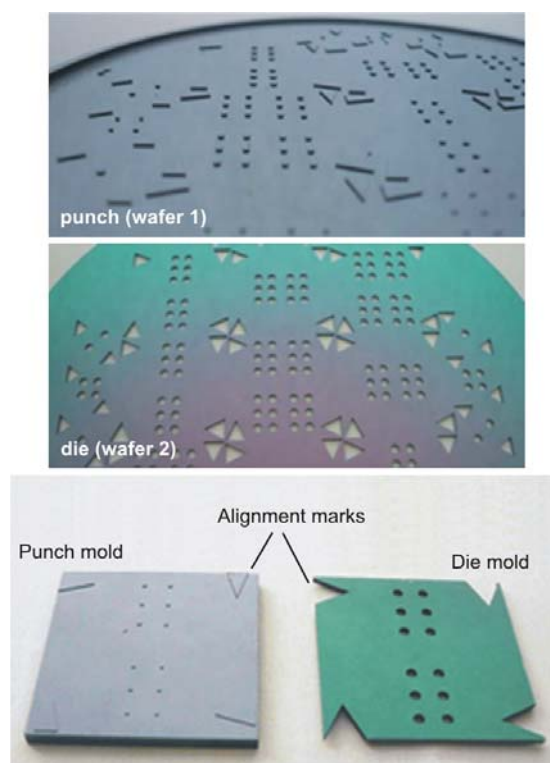 punch (wafer 1)
die (wafer 2)
Alignment marks
Punch mold
Die mold